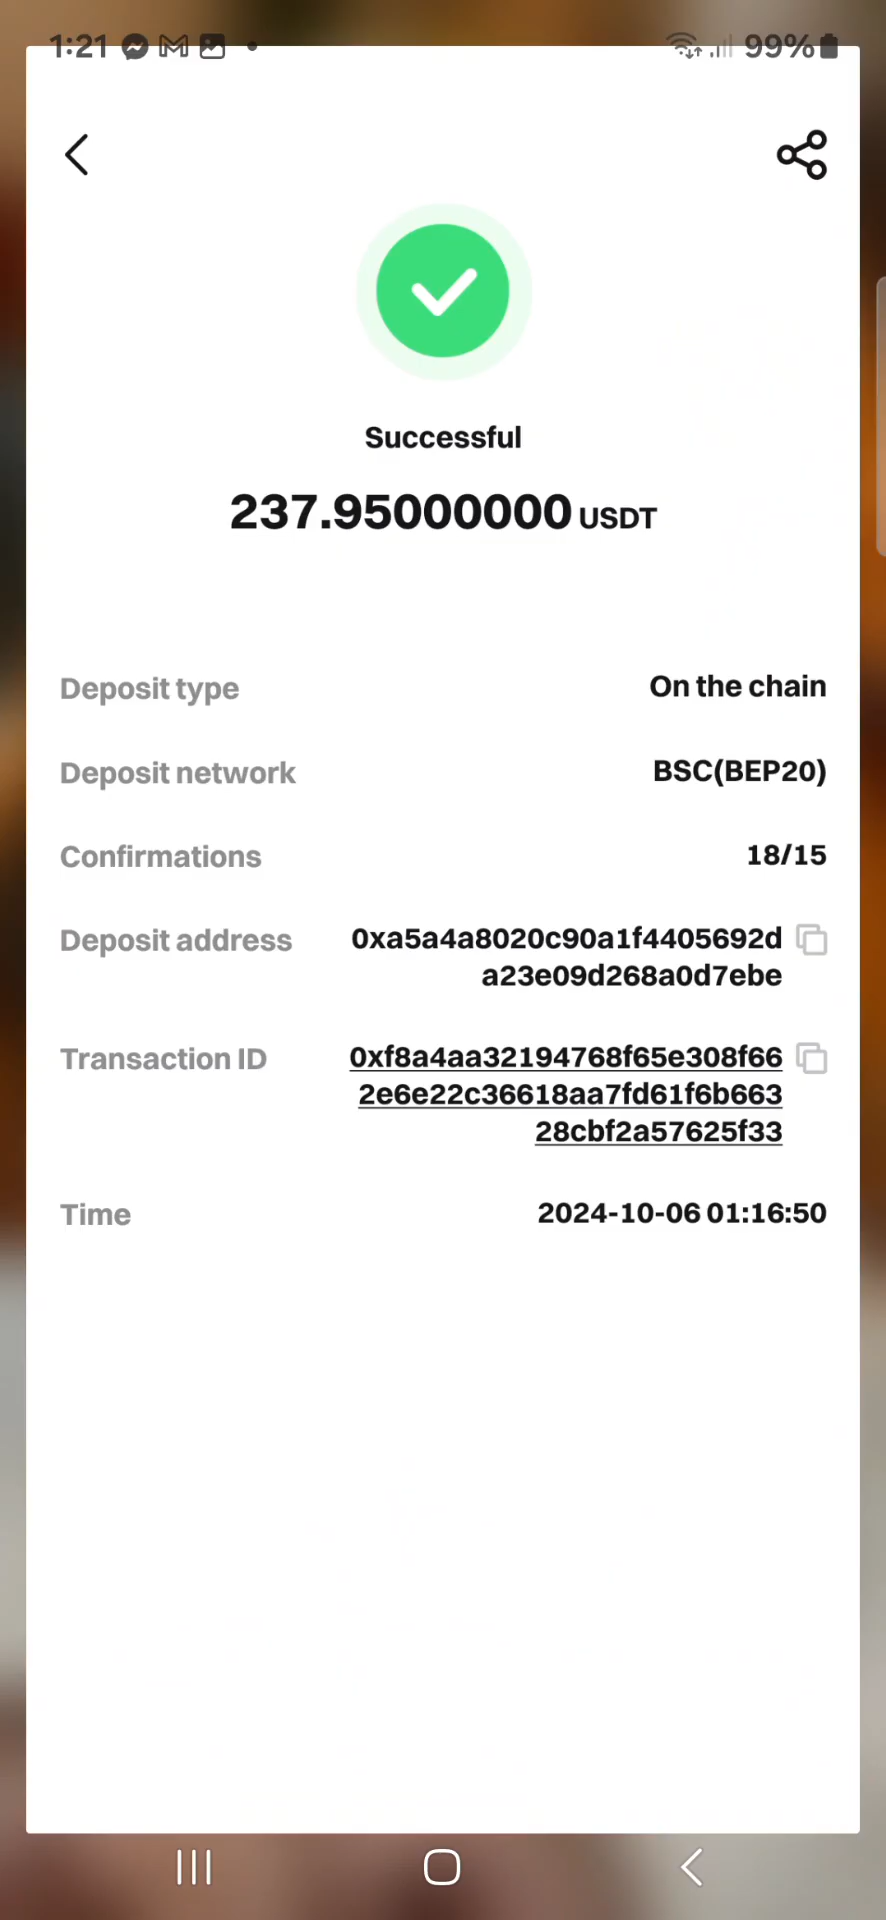 1:21 99%
Successful
237.95000000 USDT
Deposit type On the chain
Deposit network BSC(BEP20)
Confirmations 18/15
Deposit address 0xa5a4a8020c90a1f4405692d
a23e09d268a0d7ebe
Transaction ID 0xf8a4aa32194768f65e308f66
2e6e22c36618aa7fd61f6b663
28cbf2a57625f33
Time 2024-10-06 01:16:50